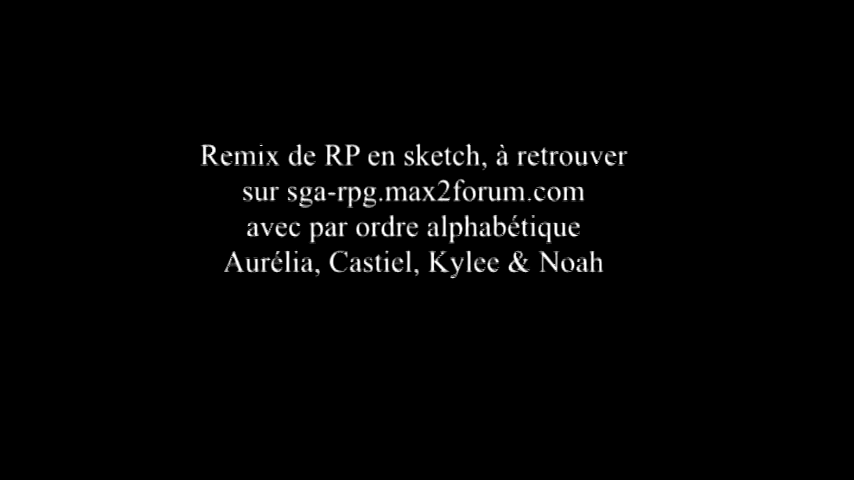 Remix de RP en sketch, à retrouver
sur sga-rpg.max2forum.com
avec par ordre alphabétique
Aurélia, Castiel, Kylee & Noah